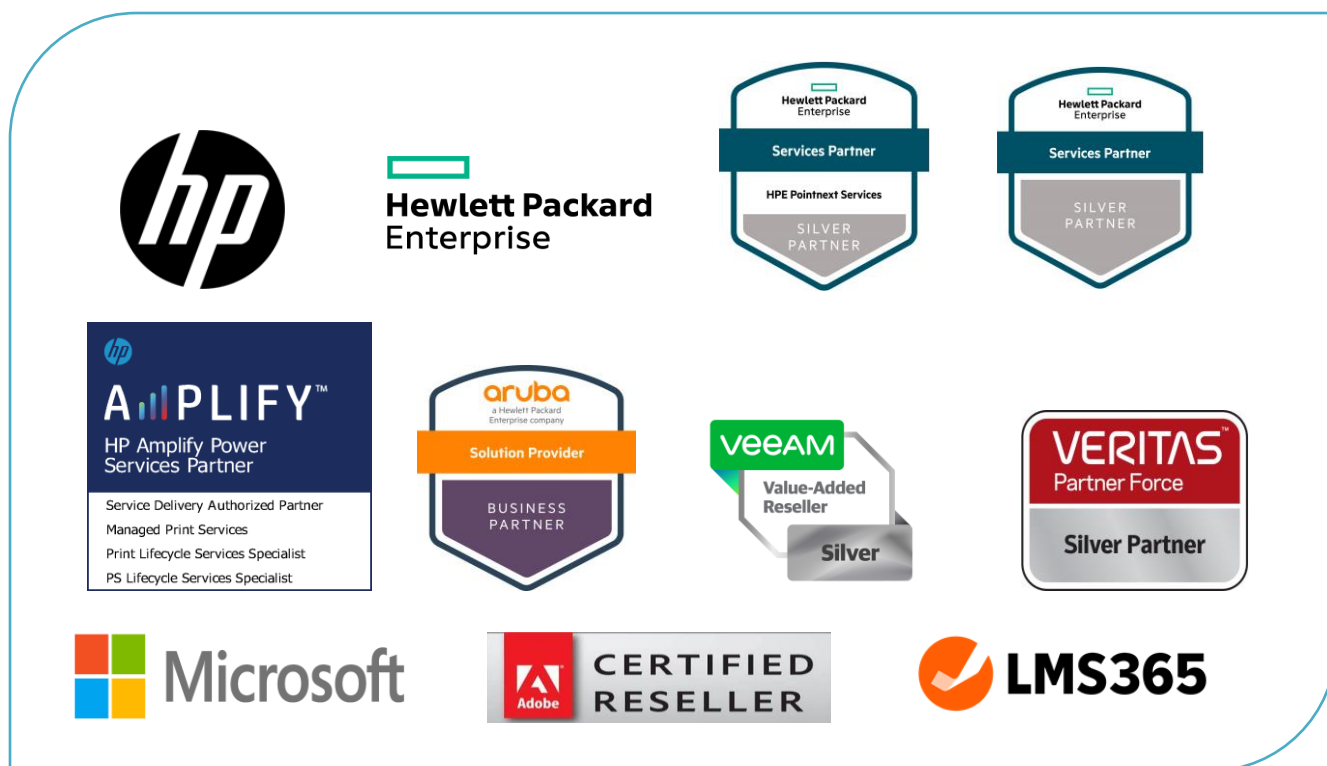 hp
Hewlett Packard
Enterprise
Hewlett Packard
Enterprise
Services Partner
HPE Pointnext Services
SILVER
PARTNER
Hewlett Packard
Enterprise
Services Partner
SILVER
PARTNER
hp
AMPLIFY™
HP Amplify Power
Services Partner
Service Delivery Authorized Partner
Managed Print Services
Print Lifecycle Services Specialist
PS Lifecycle Services Specialist
aruba
a Hewlett Packard
Enterprise company
Solution Provider
BUSINESS
PARTNER
veeAM
Value-Added
Reseller
Silver
VERITAS™
Partner Force
Silver Partner
Microsoft
Adobe
CERTIFIED
RESELLER
LMS365